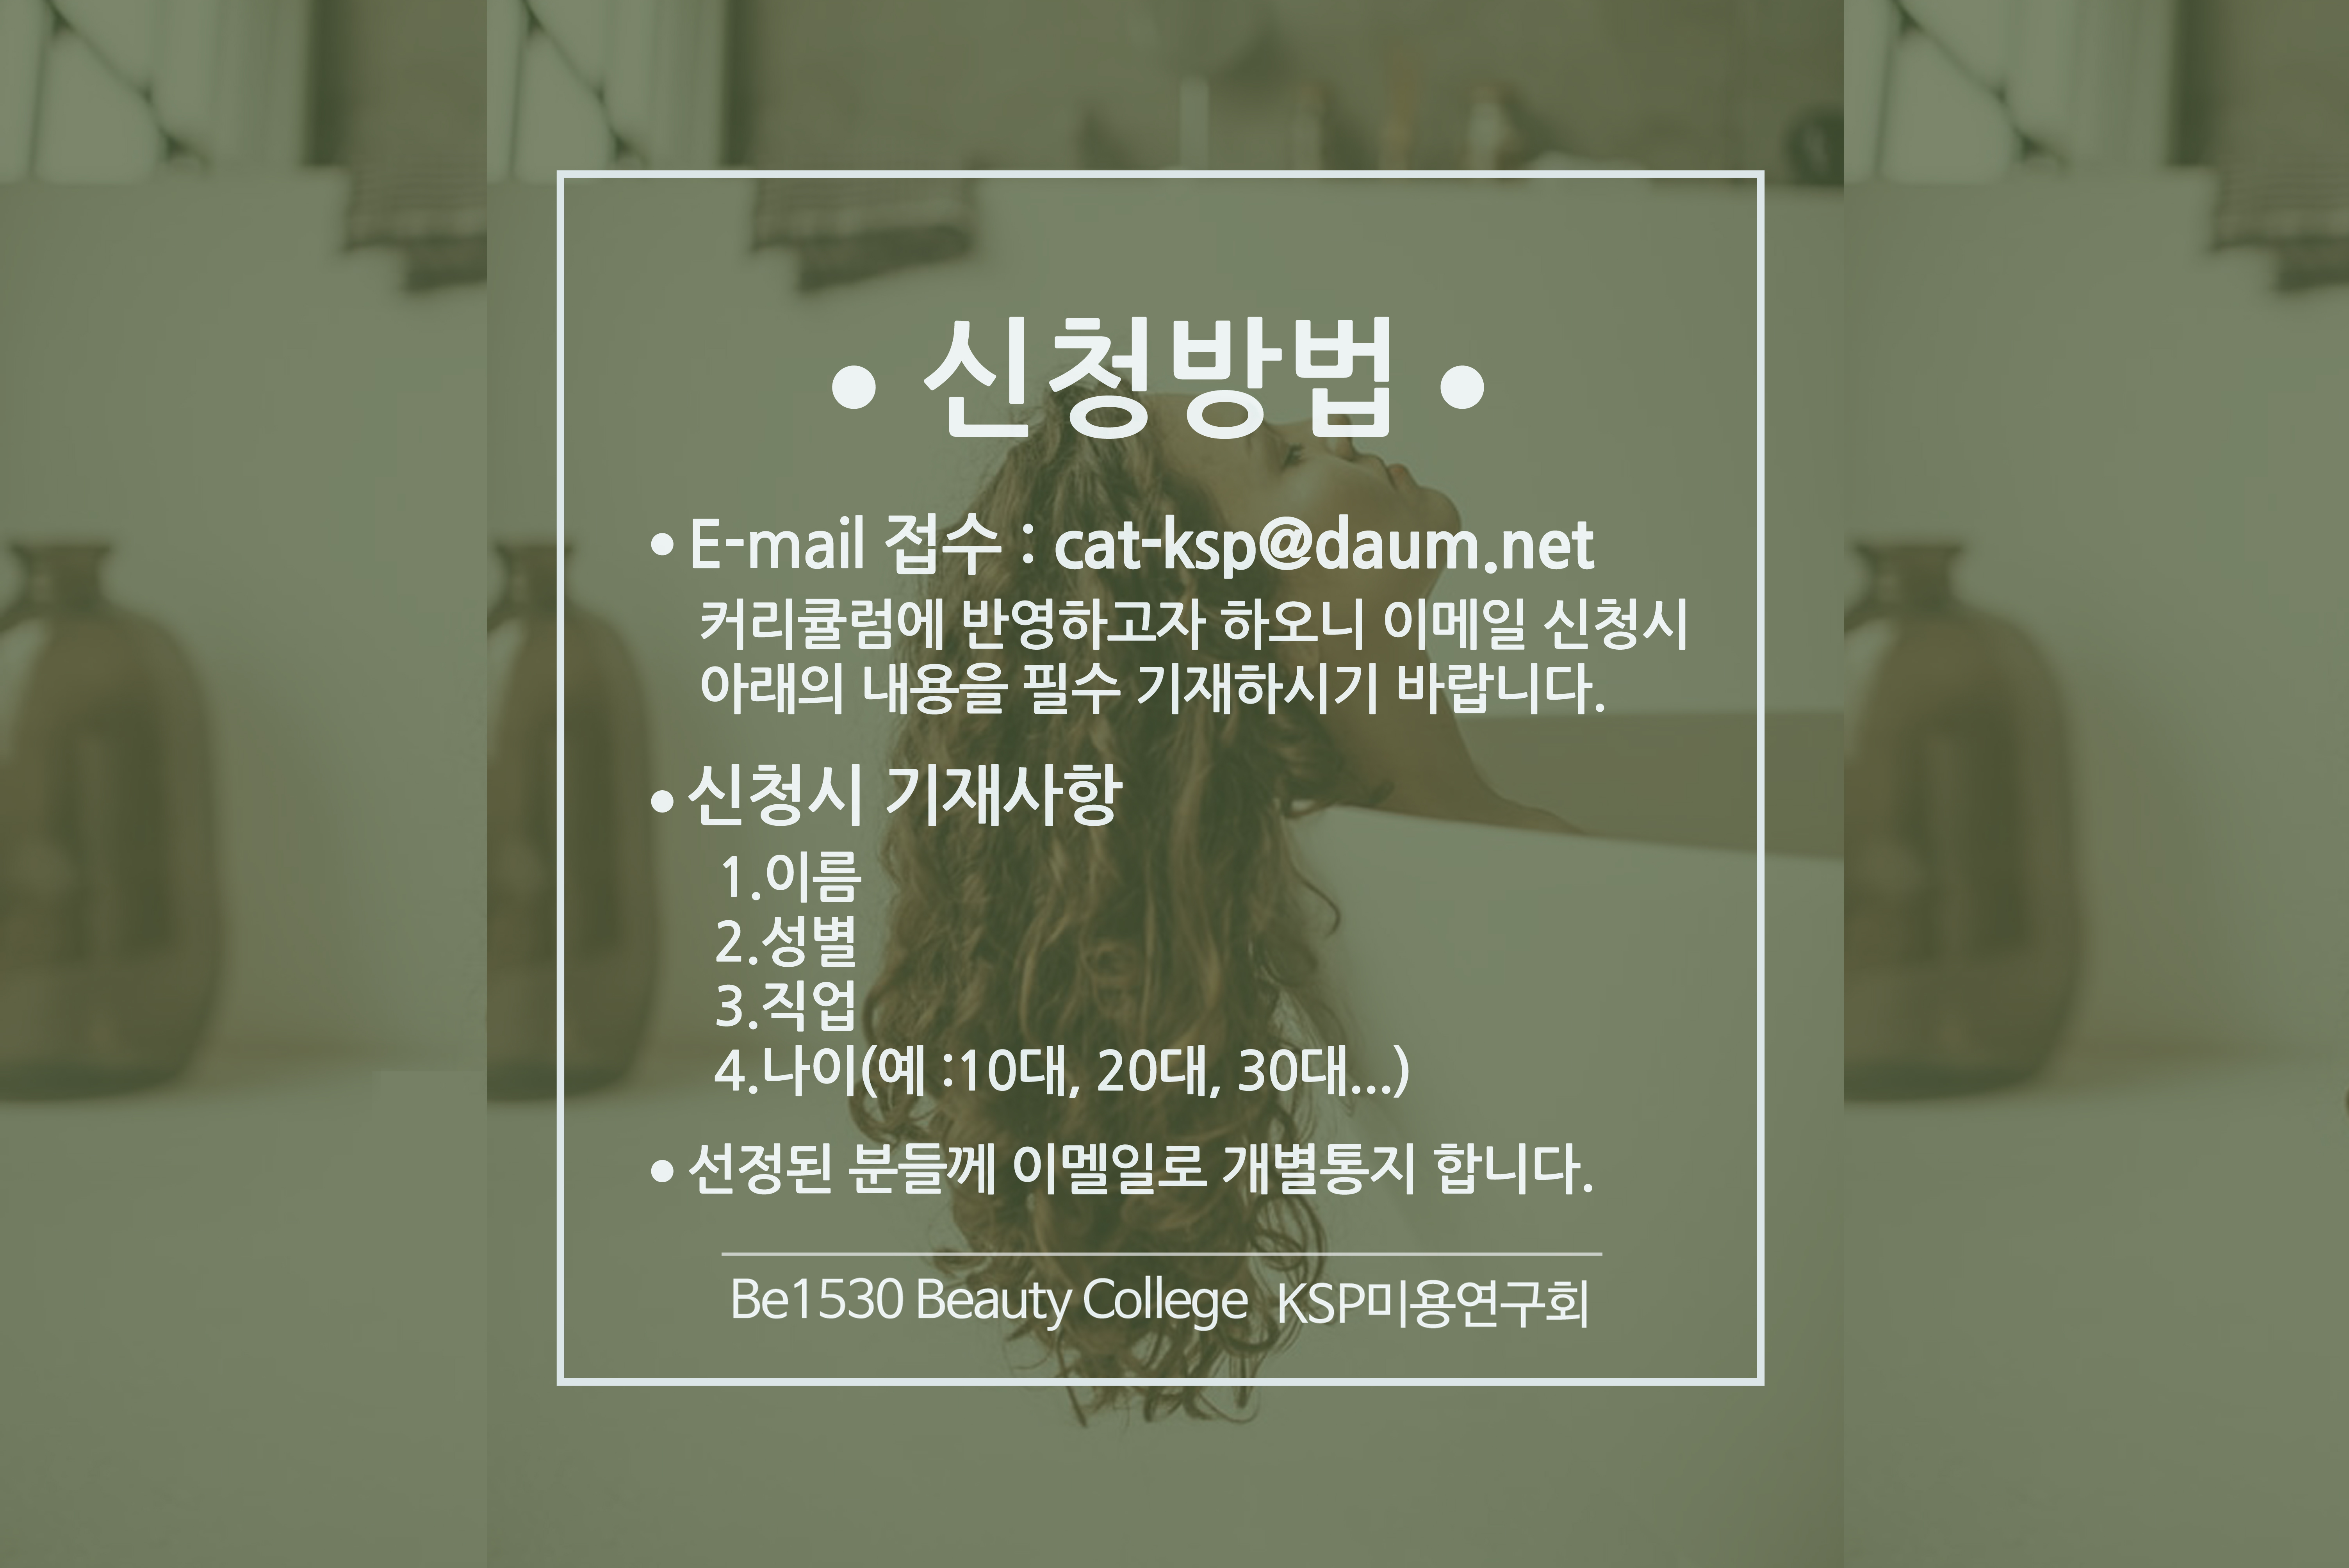 • 신청방법 •
• E-mail 접수 : cat-ksp@daum.net
커리큘럼에 반영하고자 하오니 이메일 신청시
아래의 내용을 필수 기재하시기 바랍니다.
• 신청시 기재사항
1.이름
2.성별
3.직업
4.나이(예 :10대, 20대, 30대...)
• 선정된 분들께 이멜일로 개별통지 합니다.
Be1530 Beauty College KSP미용연구회